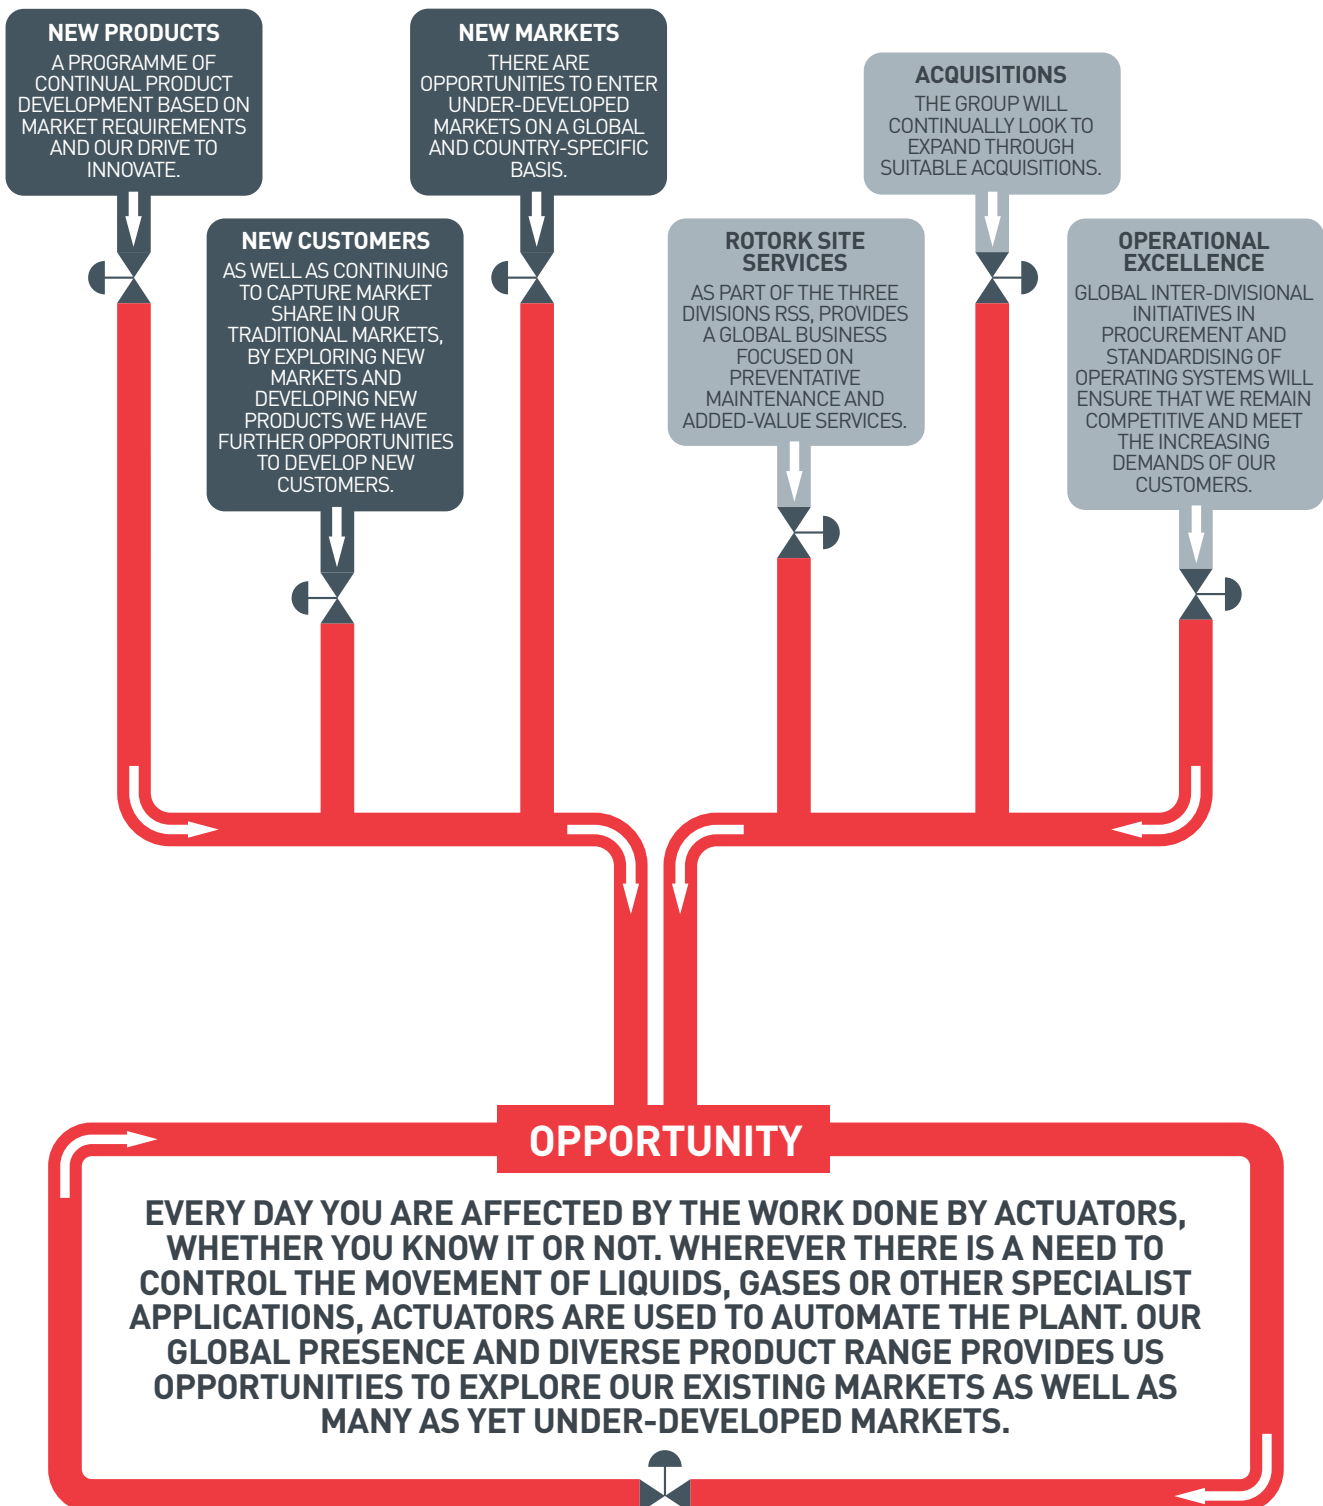 NEW PRODUCTS
A PROGRAMME OF
CONTINUAL PRODUCT
DEVELOPMENT BASED ON
MARKET REQUIREMENTS
AND OUR DRIVE TO
INNOVATE.
NEW CUSTOMERS
AS WELL AS CONTINUING
TO CAPTURE MARKET
SHARE IN OUR
TRADITIONAL MARKETS,
BY EXPLORING NEW
MARKETS AND
DEVELOPING NEW
PRODUCTS WE HAVE
FURTHER OPPORTUNITIES
TO DEVELOP NEW
CUSTOMERS.
NEW MARKETS
THERE ARE
OPPORTUNITIES TO ENTER
UNDER-DEVELOPED
MARKETS ON A GLOBAL
AND COUNTRY-SPECIFIC
BASIS.
ROTORK SITE
SERVICES
AS PART OF THE THREE
DIVISIONS RSS, PROVIDES
A GLOBAL BUSINESS
FOCUSED ON
PREVENTATIVE
MAINTENANCE AND
ADDED-VALUE SERVICES.
ACQUISITIONS
THE GROUP WILL
CONTINUALLY LOOK TO
EXPAND THROUGH
SUITABLE ACQUISITIONS.
OPERATIONAL
EXCELLENCE
GLOBAL INTER-DIVISIONAL
INITIATIVES IN
PROCUREMENT AND
STANDARDISING OF
OPERATING SYSTEMS WILL
ENSURE THAT WE REMAIN
COMPETITIVE AND MEET
THE INCREASING
DEMANDS OF OUR
CUSTOMERS.
OPPORTUNITY
EVERY DAY YOU ARE AFFECTED BY THE WORK DONE BY ACTUATORS,
WHETHER YOU KNOW IT OR NOT. WHEREVER THERE IS A NEED TO
CONTROL THE MOVEMENT OF LIQUIDS, GASES OR OTHER SPECIALIST
APPLICATIONS, ACTUATORS ARE USED TO AUTOMATE THE PLANT. OUR
GLOBAL PRESENCE AND DIVERSE PRODUCT RANGE PROVIDES US
OPPORTUNITIES TO EXPLORE OUR EXISTING MARKETS AS WELL AS
MANY AS YET UNDER-DEVELOPED MARKETS.